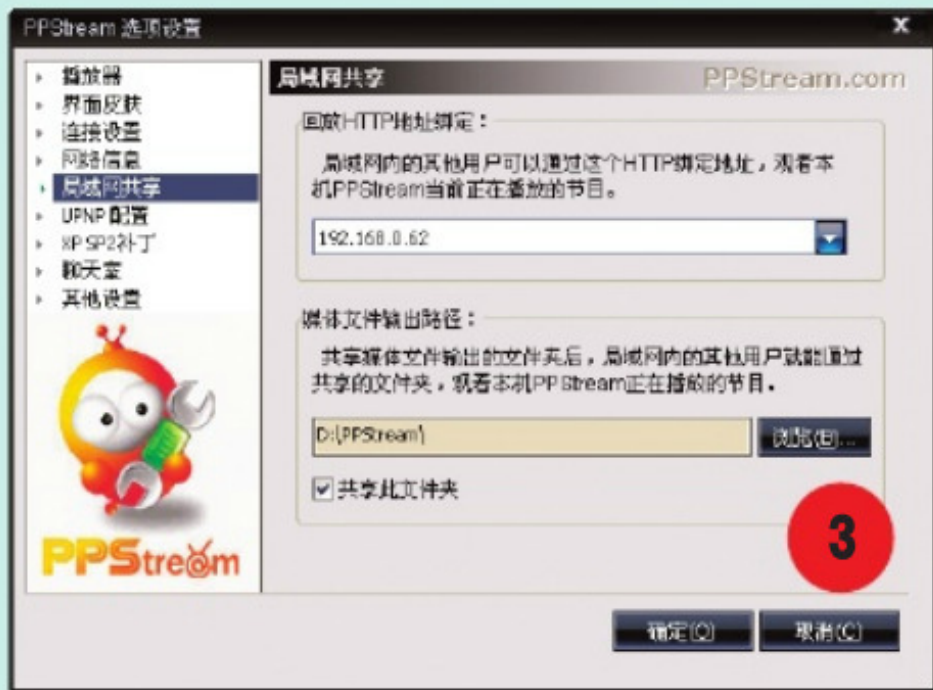 PPStream 选项设置
播放器
界面皮肤
连接设置
网络信息
局域网共享
UPNP 配置
XP SP2补丁
聊天室
其他设置
PPStream
局域网共享
PPStream.com
回放HTTP地址绑定：
局域网内的其他用户可以通过这个HTTP绑定地址，观看本
机PPStream当前正在播放的节目。
192.168.0.62
媒体文件输出路径：
共享媒体文件输出的文件夹后，局域网内的其他用户就能通过
共享的文件夹，观看本机PPStream正在播放的节目。
D:\PPStream\
浏览(B)...
共享此文件夹
3
确定(O)
取消(C)